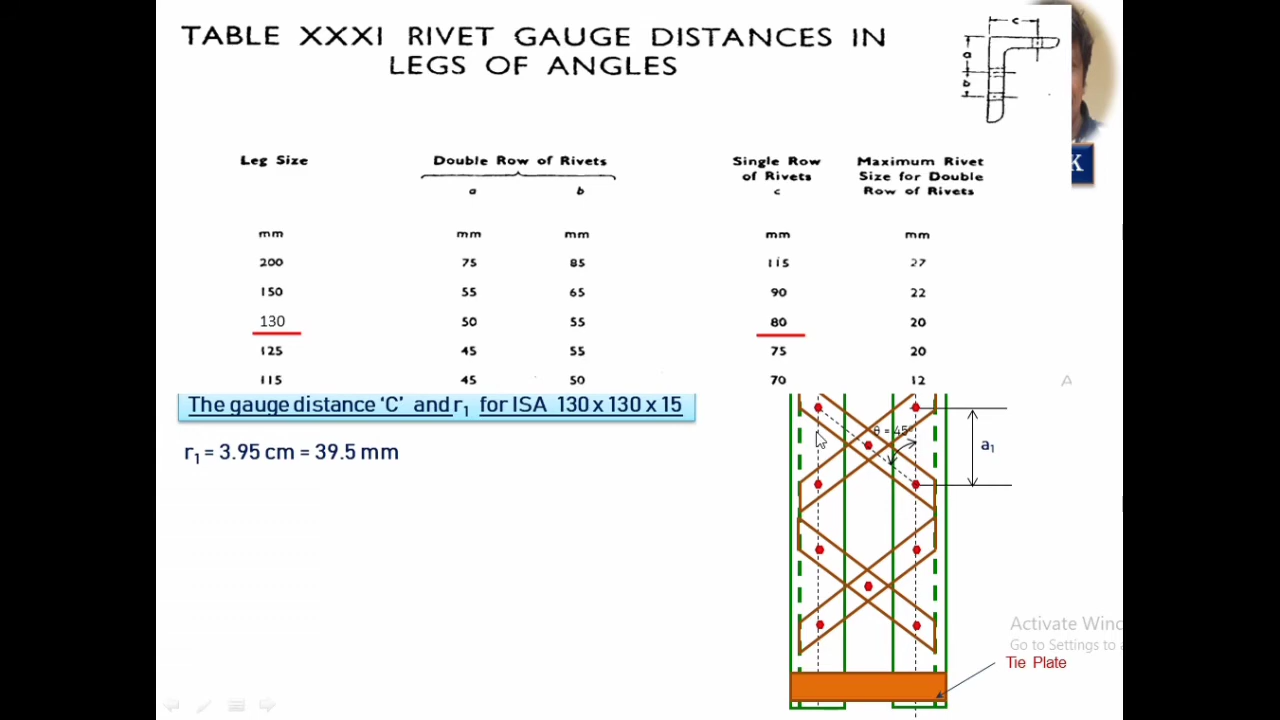 TABLE XXXI RIVET GAUGE DISTANCES IN
LEGS OF ANGLES
c
a
b
K
Leg Size Double Row of Rivets Single Row of Rivets c Maximum Rivet Size for Double Row of Rivets
a b
mm mm mm mm mm
200 75 85 115 27
150 55 65 90 22
130 50 55 80 20
125 45 55 75 20
115 45 50 70 12
A
The gauge distance 'C' and r₁ for ISA 130 x 130 x 15
r₁ = 3.95 cm = 39.5 mm
θ = 45°
a₁
Activate Winc
Go to Settings to
Tie Plate